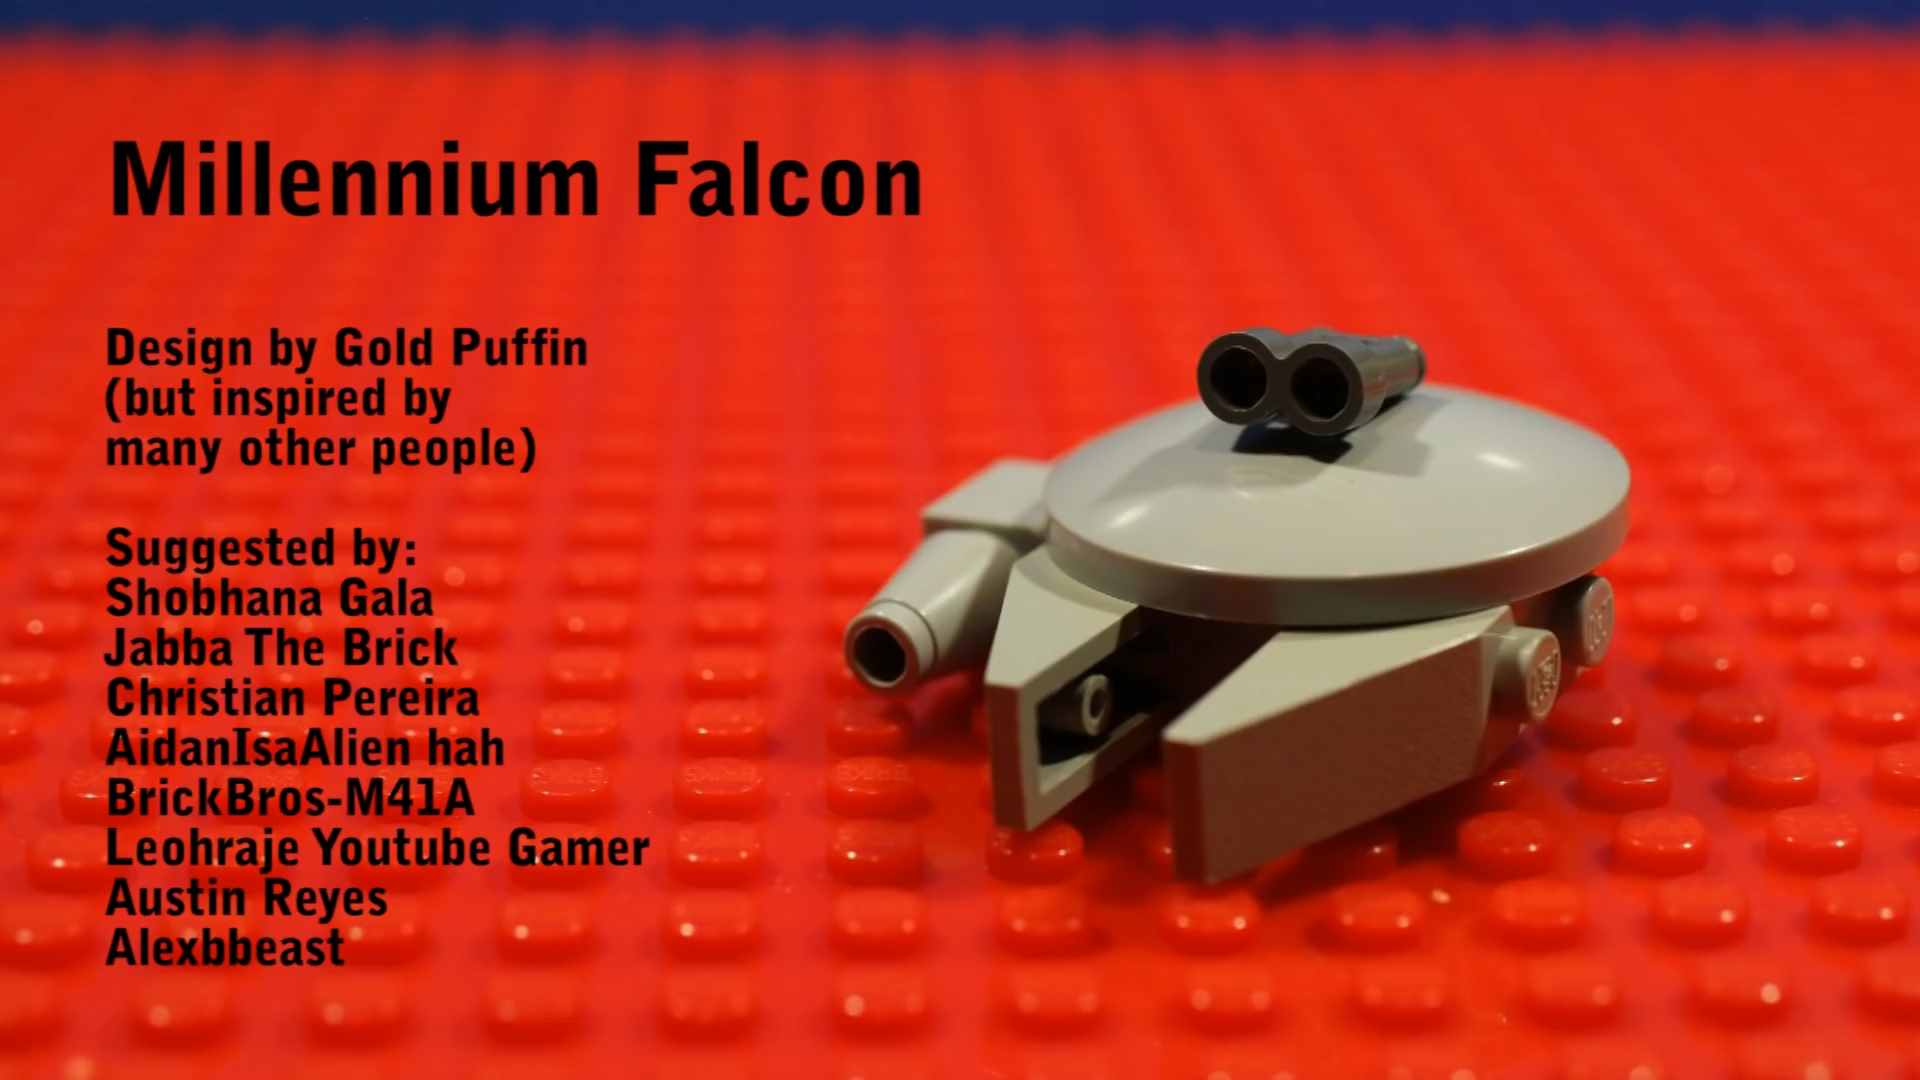 Millennium Falcon
Design by Gold Puffin
(but inspired by
many other people)
Suggested by:
Shobhana Gala
Jabba The Brick
Christian Pereira
AidanIsaAlien hah
BrickBros-M41A
Leohraje Youtube Gamer
Austin Reyes
Alexbbeast